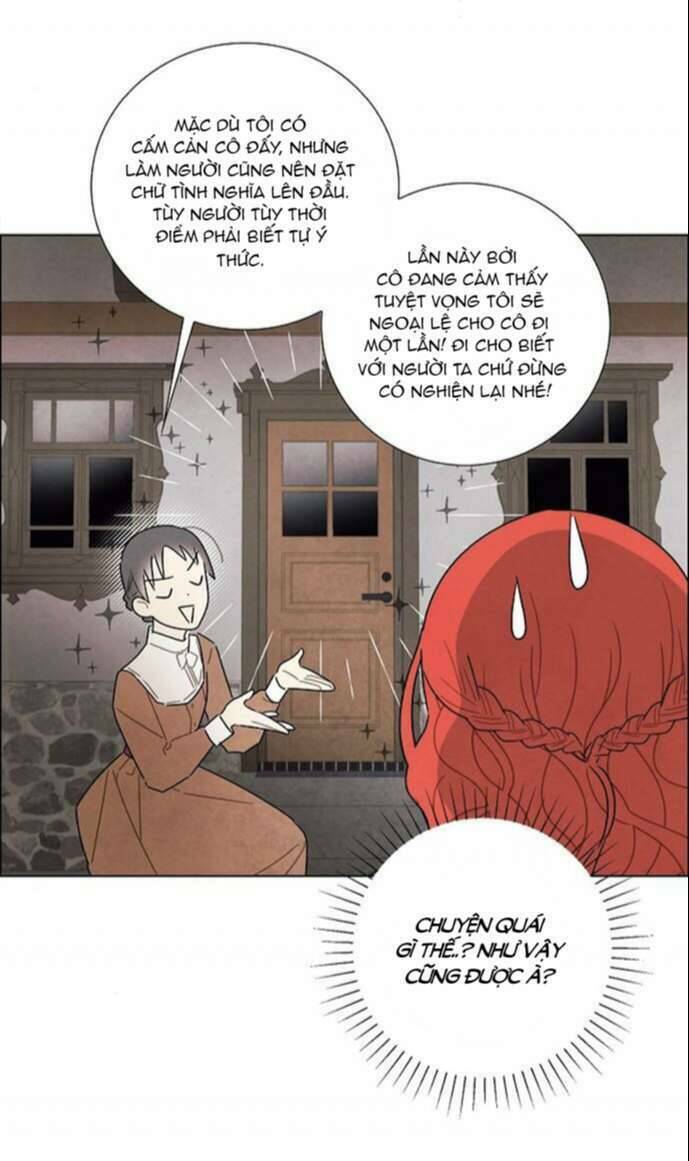 MẶC DÙ TÔI CÓ
CẤM CẢN CÔ ĐẤY, NHƯNG
LÀM NGƯỜI CŨNG NÊN ĐẶT
CHỮ TÌNH NGHĨA LÊN ĐẦU.
TÙY NGƯỜI TÙY THỜI
ĐIỂM PHẢI BIẾT TỰ Ý
THỨC.
LẦN NÀY BỞI
CÔ ĐANG CẢM THẤY
TUYỆT VỌNG TÔI SẼ
NGOẠI LỆ CHO CÔ ĐI
MỘT LẦN! ĐI CHO BIẾT
VỚI NGƯỜI TA CHỨ ĐỪNG
CÓ NGHIỆN LẠI NHÉ!
CHUYỆN QUÁI
GÌ THẾ..? NHƯ VẬY
CŨNG ĐƯỢC À?